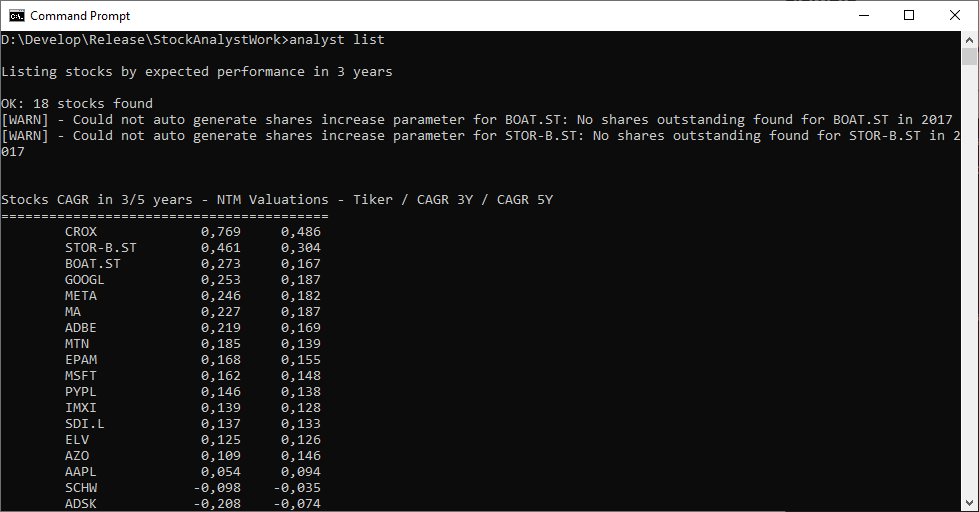 Command Prompt
D:\Develop\Release\StockAnalystWork>analyst list
Listing stocks by expected performance in 3 years
OK: 18 stocks found
[WARN] - Could not auto generate shares increase parameter for BOAT.ST: No shares outstanding found for BOAT.ST in 2017
[WARN] - Could not auto generate shares increase parameter for STOR-B.ST: No shares outstanding found for STOR-B.ST in 2
017
Stocks CAGR in 3/5 years - NTM Valuations - Tiker / CAGR 3Y / CAGR 5Y
=========================================
CROX 0,769 0,486
STOR-B.ST 0,461 0,304
BOAT.ST 0,273 0,167
GOOGL 0,253 0,187
META 0,246 0,182
MA 0,227 0,187
ADBE 0,219 0,169
MTN 0,185 0,139
EPAM 0,168 0,155
MSFT 0,162 0,148
PYPL 0,146 0,138
IMXI 0,139 0,128
SDI.L 0,137 0,133
ELV 0,125 0,126
AZO 0,109 0,146
AAPL 0,054 0,094
SCHW -0,098 -0,035
ADSK -0,208 -0,074